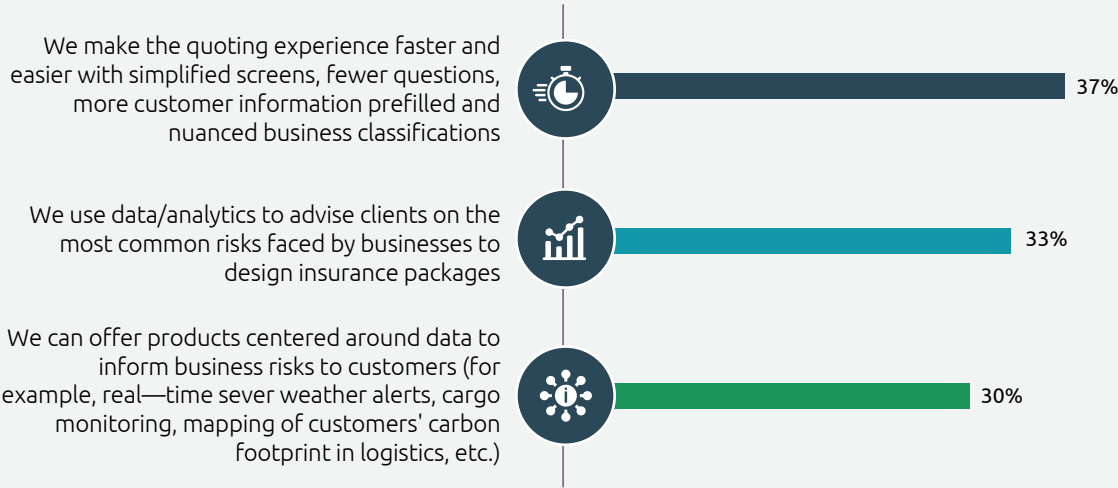 We make the quoting experience faster and
easier with simplified screens, fewer questions,
more customer information prefilled and
nuanced business classifications
37%
We use data/analytics to advise clients on the
most common risks faced by businesses to
design insurance packages
33%
We can offer products centered around data to
inform business risks to customers (for
example, real—time sever weather alerts, cargo
monitoring, mapping of customers' carbon
footprint in logistics, etc.)
30%